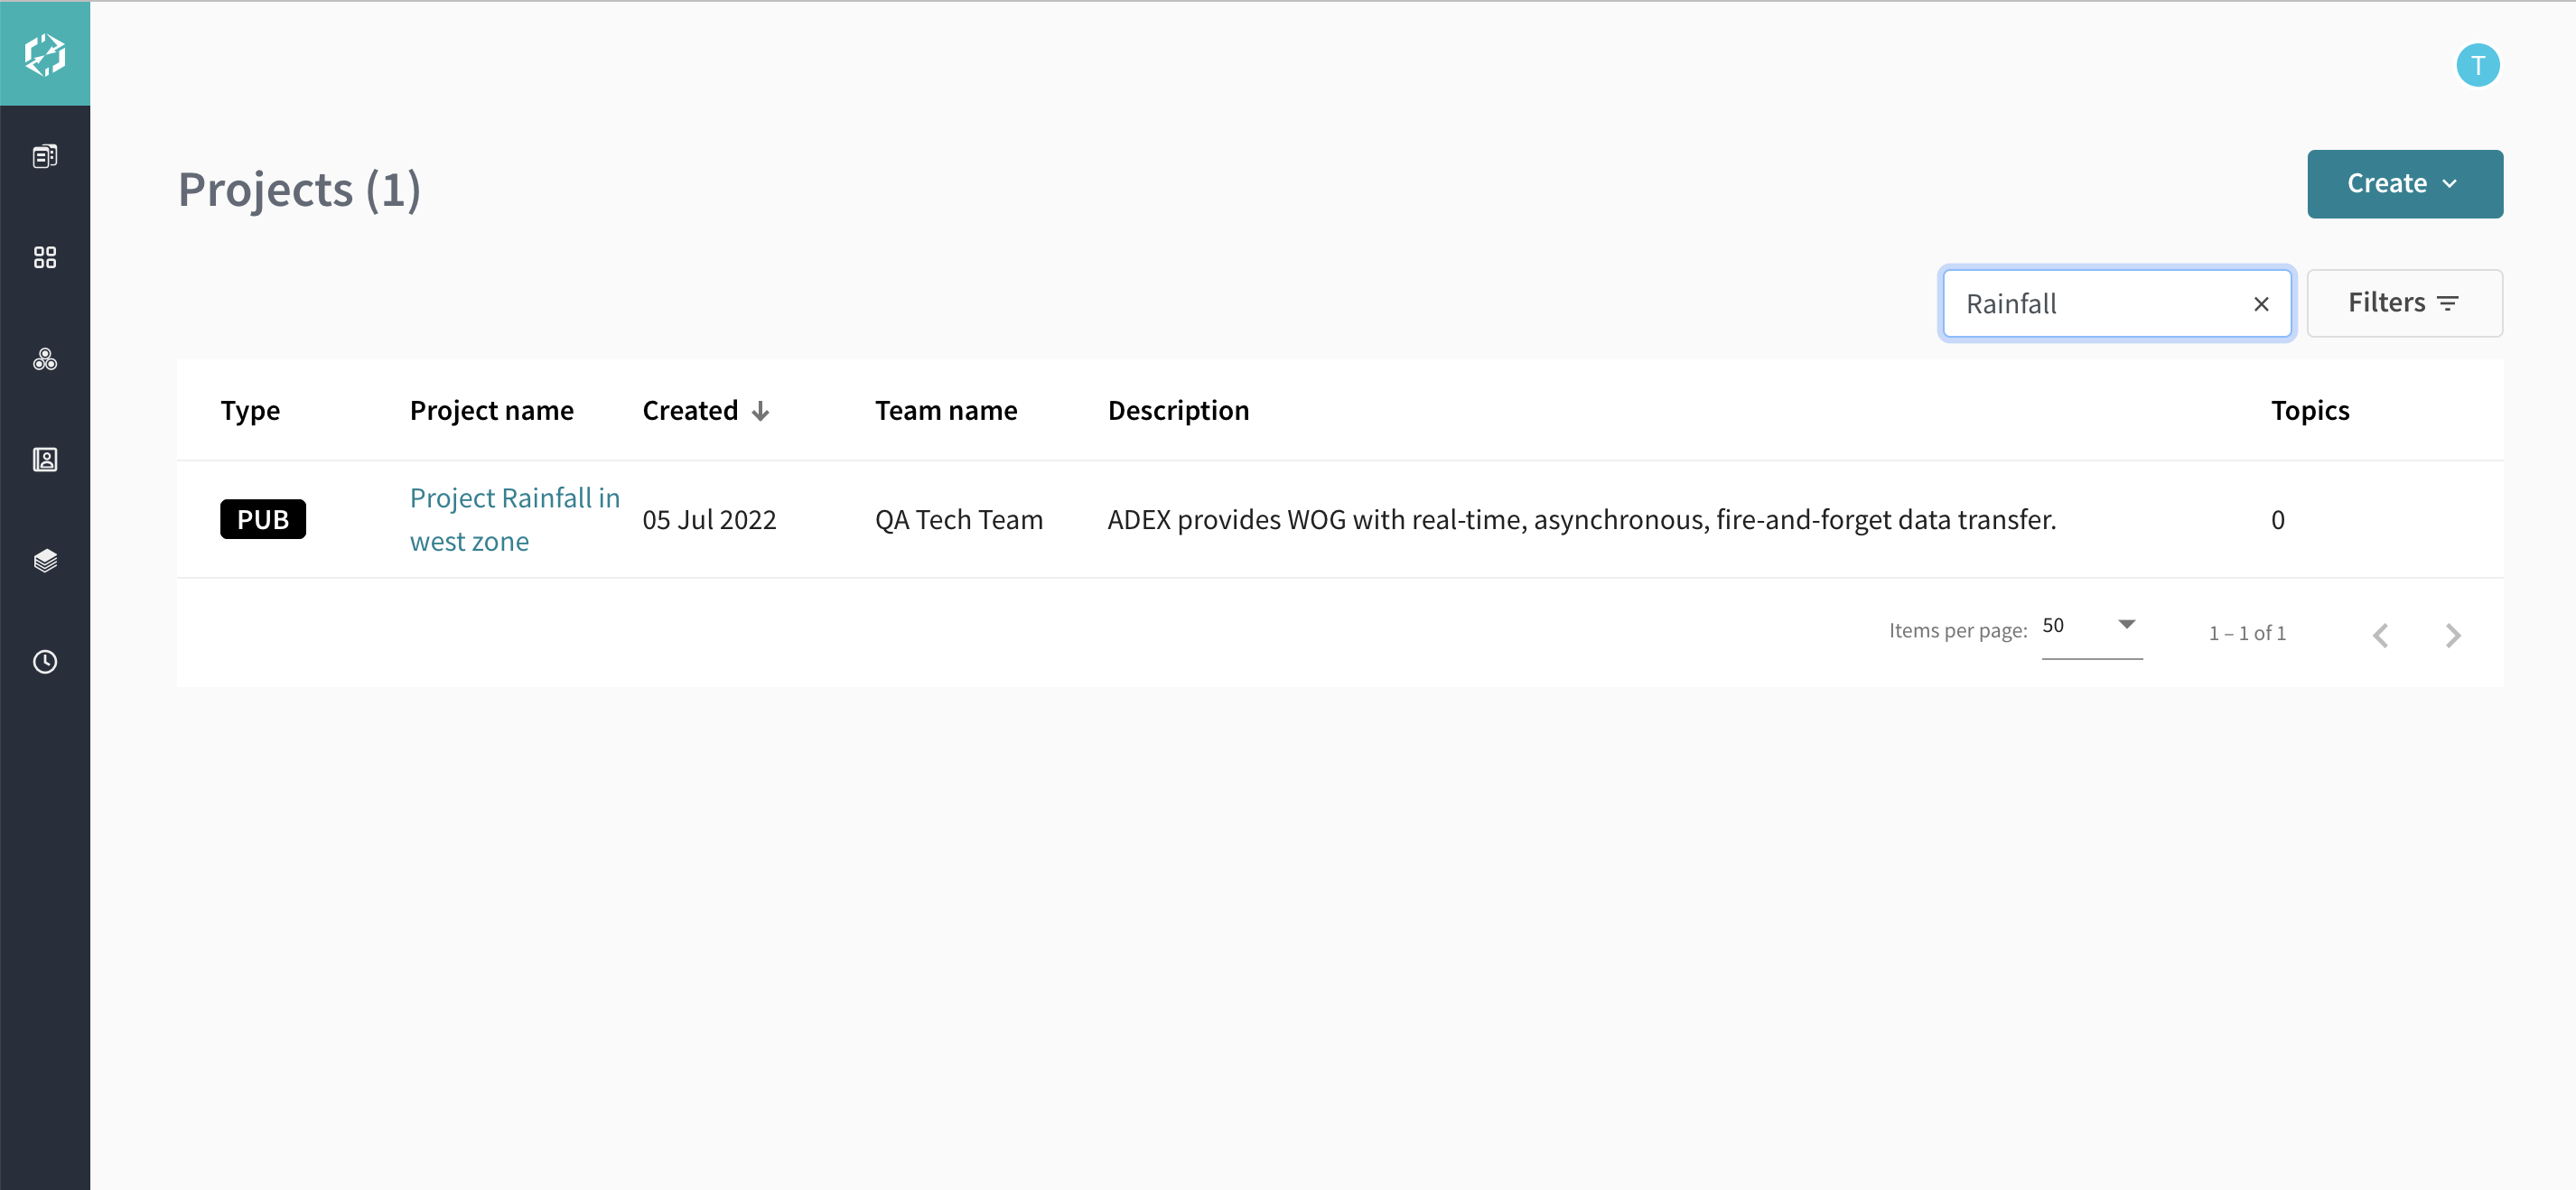 T
Projects (1)
Create
Rainfall
Filters
Type Project name Created Team name Description Topics
PUB Project Rainfall in west zone 05 Jul 2022 QA Tech Team ADEX provides WOG with real-time, asynchronous, fire-and-forget data transfer. 0
Items per page: 50 1 – 1 of 1